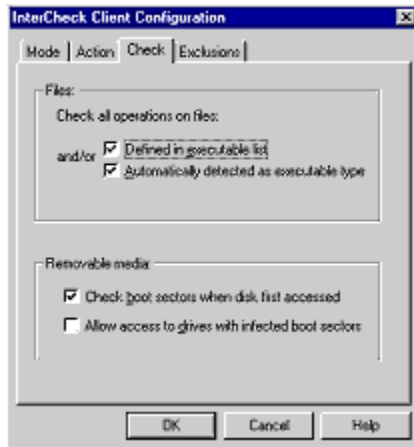 InterCheck Client Configuration
Mode Action Check Exclusions
Files:
Check all operations on files:
and/or Defined in executable list
Automatically detected as executable type
Removable media:
Check boot sectors when disk first accessed
Allow access to drives with infected boot sectors
OK Cancel Help